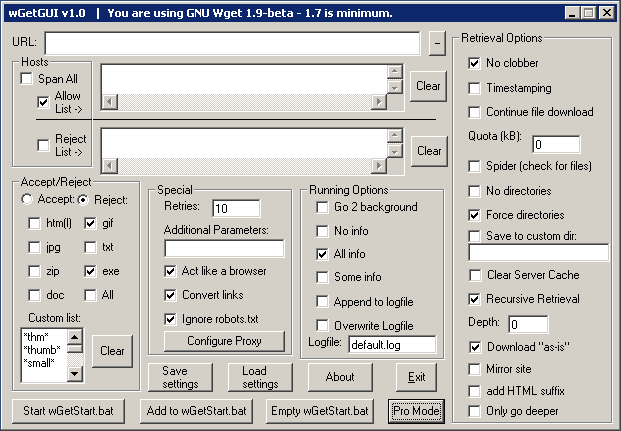 wGetGUI v1.0 | You are using GNU Wget 1.9-beta - 1.7 is minimum.
URL:
-
Hosts
Span All
Allow
List ->
Clear
Reject
List ->
Clear
Accept/Reject
Accept:
Reject:
htm(l)
gif
jpg
txt
zip
exe
doc
All
Custom list:
*thm*
*thumb*
*small*
Clear
Special
Retries:
10
Additional Parameters:
Act like a browser
Convert links
Ignore robots.txt
Configure Proxy
Running Options
Go 2 background
No info
All info
Some info
Append to logfile
Overwrite Logfile
Logfile:
default.log
Retrieval Options
No clobber
Timestamping
Continue file download
Quota (kB):
0
Spider (check for files)
No directories
Force directories
Save to custom dir:
Clear Server Cache
Recursive Retrieval
Depth:
0
Download "as-is"
Mirror site
add HTML suffix
Only go deeper
Save
settings
Load
settings
About
Exit
Start wGetStart.bat
Add to wGetStart.bat
Empty wGetStart.bat
Pro Mode